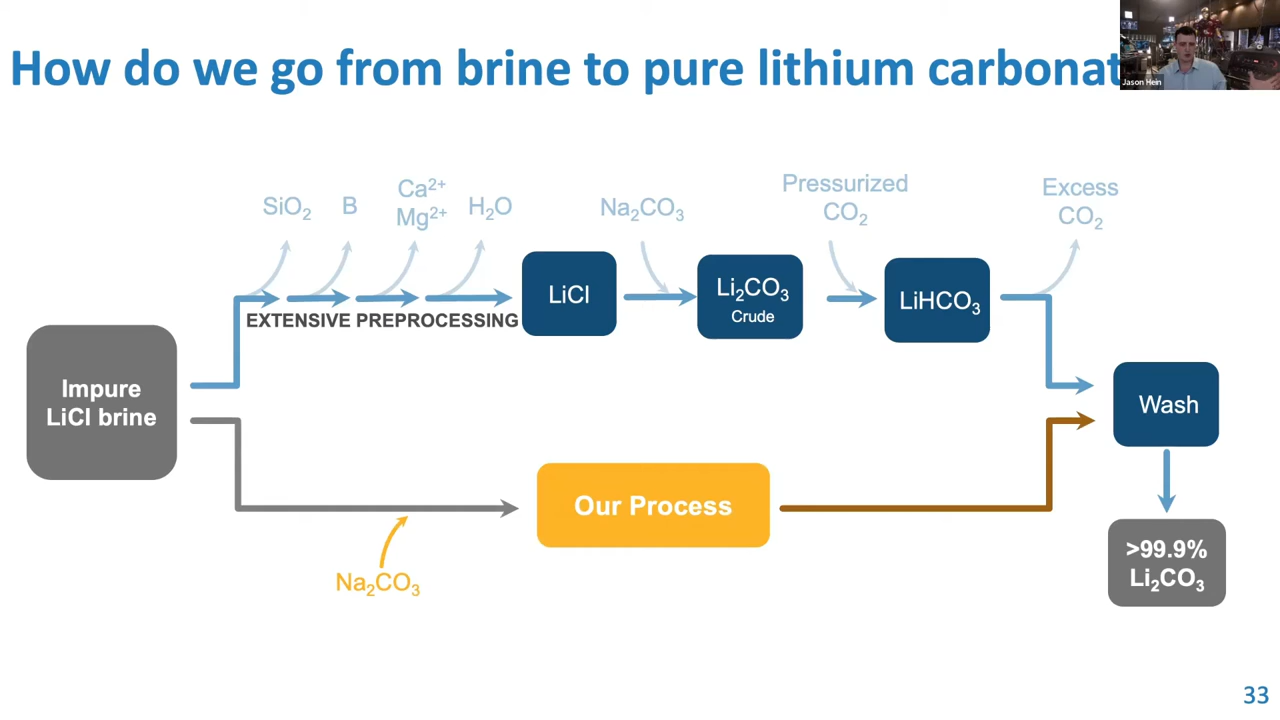 How do we go from brine to pure lithium carbonat
Jason Hein
SiO₂
B
Ca²⁺
Mg²⁺
H₂O
Na₂CO₃
Pressurized
CO₂
Excess
CO₂
EXTENSIVE PREPROCESSING
LiCl
Li₂CO₃
Crude
LiHCO₃
Impure
LiCl brine
Wash
Our Process
Na₂CO₃
>99.9%
Li₂CO₃
33